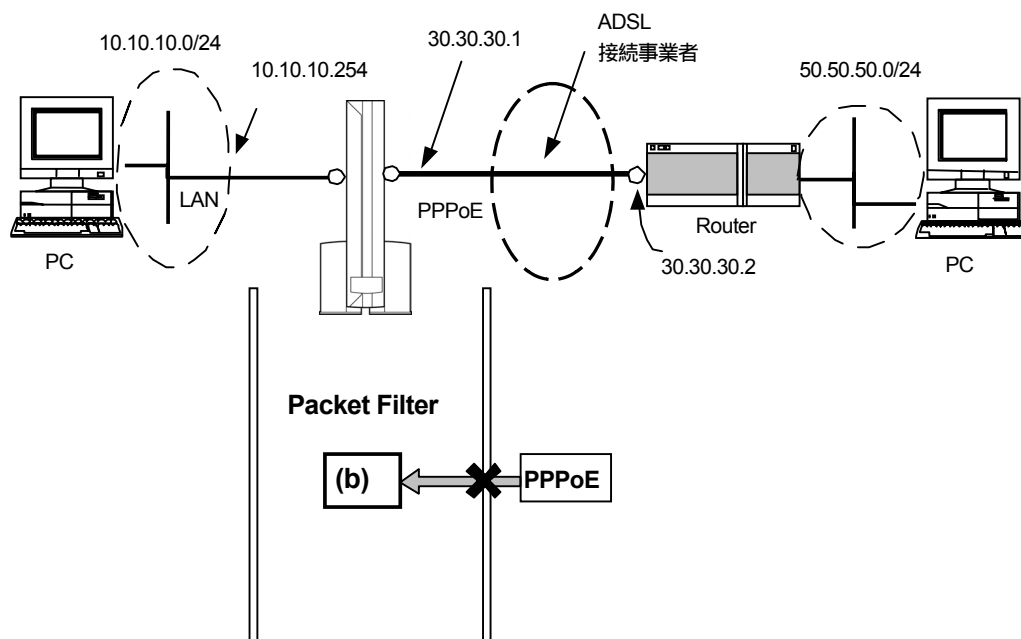 ADSL
接続事業者
10.10.10.0/24
30.30.30.1
10.10.10.254
50.50.50.0/24
LAN
PPPoE
Router
PC
30.30.30.2
PC
Packet Filter
(b)
PPPoE